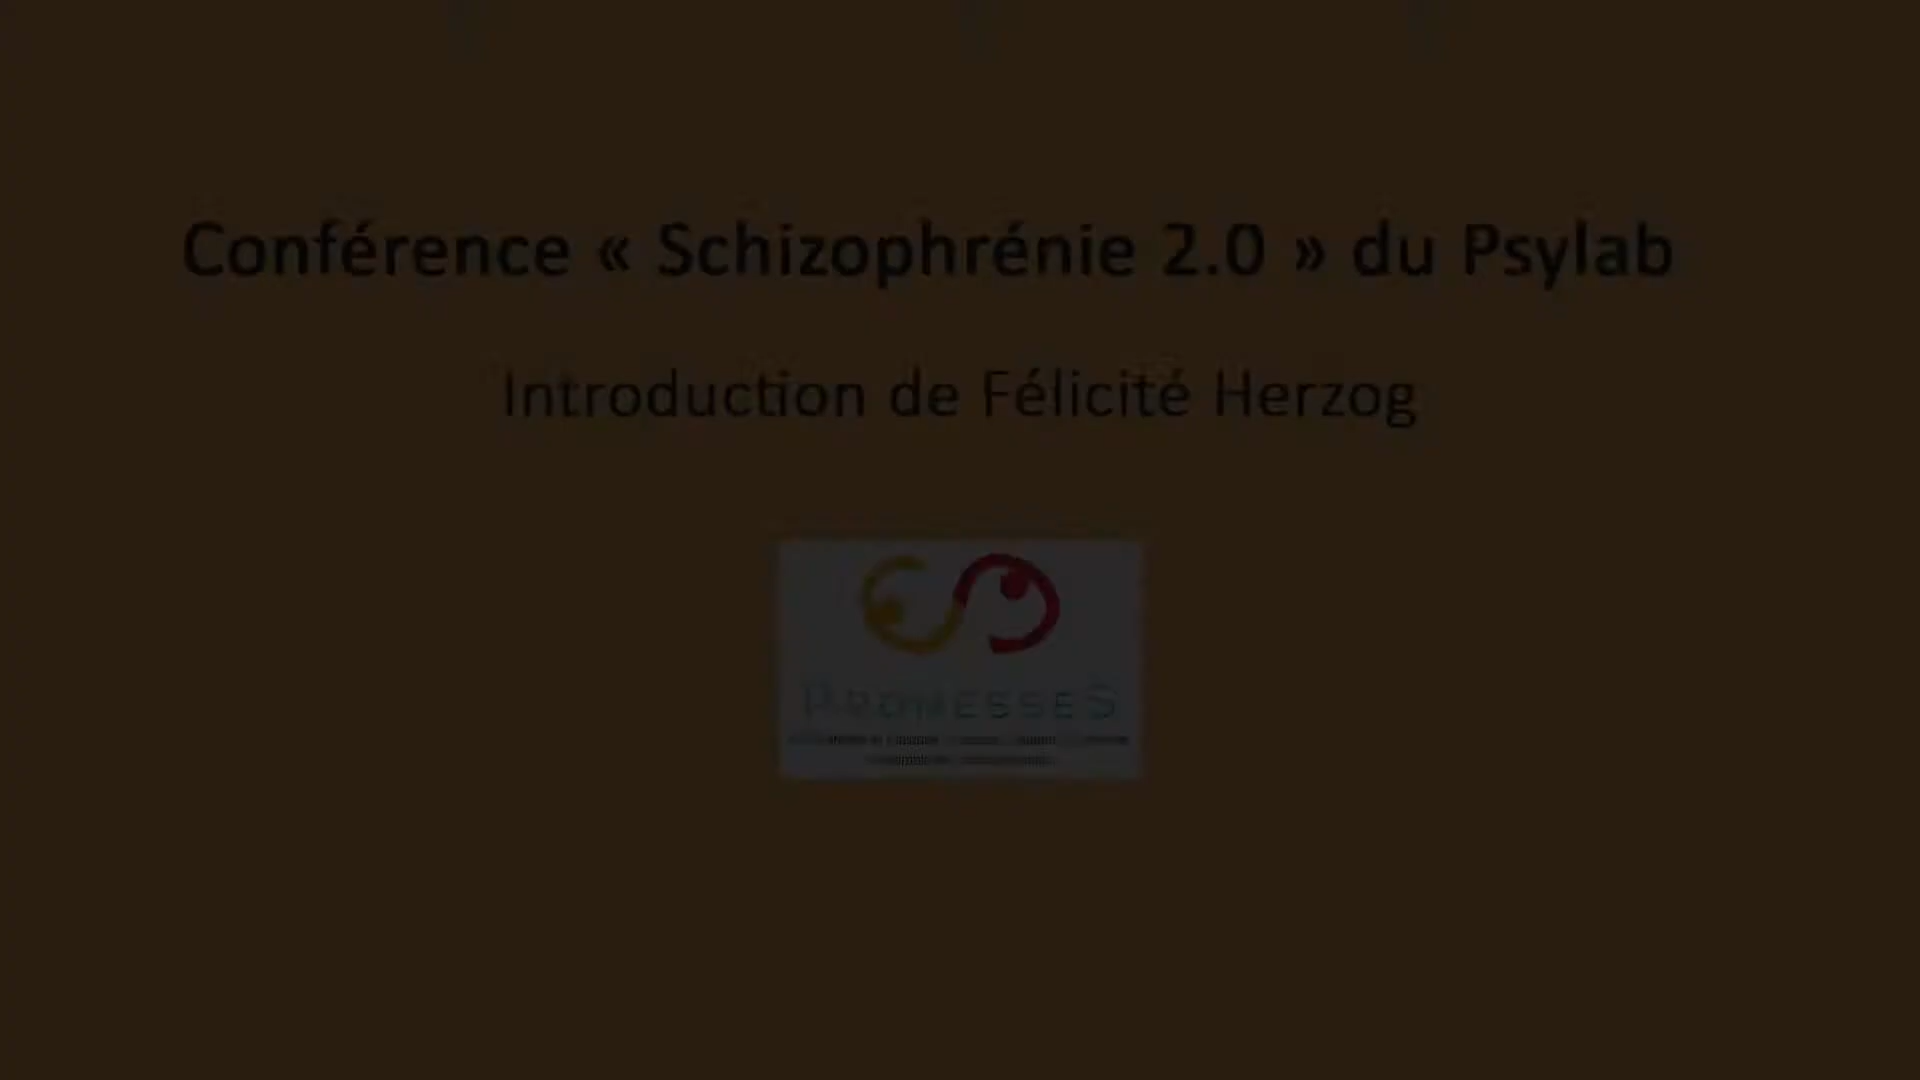 Conférence « Schizophrénie 2.0 » du Psylab
Introduction de Félicité Herzog
PROMESSES